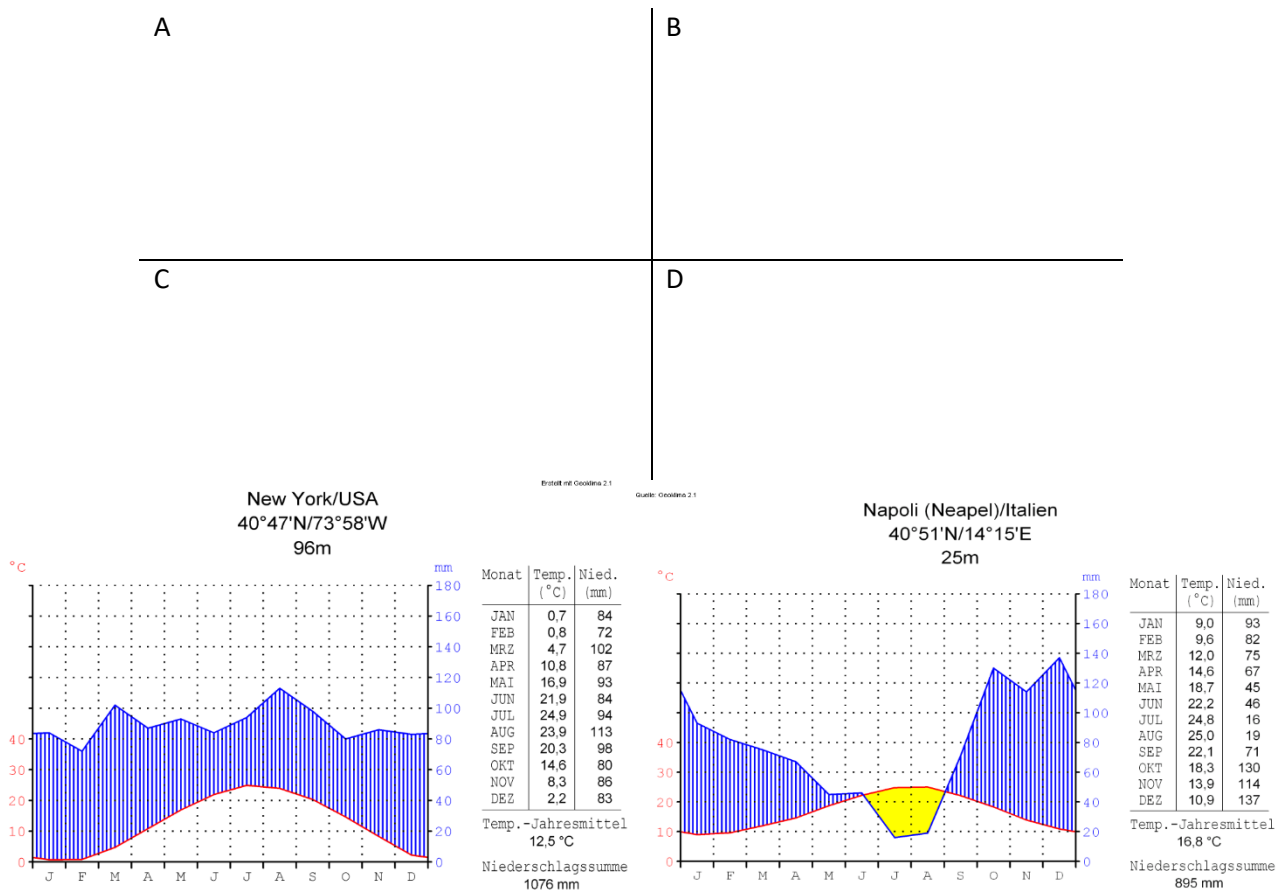 A
B
C
D
Erstellt mit Geoklima 2.1
Quelle: Geoklima 2.1
New York/USA
40°47'N/73°58'W
96m
°C
mm
180
160
140
120
100
40 80
30 60
20 40
10 20
0 0
J F M A M J J A S O N D
Monat Temp. Nied.
(°C) (mm)
JAN 0,7 84
FEB 0,8 72
MRZ 4,7 102
APR 10,8 87
MAI 16,9 93
JUN 21,9 84
JUL 24,9 94
AUG 23,9 113
SEP 20,3 98
OKT 14,6 80
NOV 8,3 86
DEZ 2,2 83
Temp.-Jahresmittel
12,5 °C
Niederschlagssumme
1076 mm
Napoli (Neapel)/Italien
40°51'N/14°15'E
25m
°C
mm
180
160
140
120
100
40 80
30 60
20 40
10 20
0 0
J F M A M J J A S O N D
Monat Temp. Nied.
(°C) (mm)
JAN 9,0 93
FEB 9,6 82
MRZ 12,0 75
APR 14,6 67
MAI 18,7 45
JUN 22,2 46
JUL 24,8 16
AUG 25,0 19
SEP 22,1 71
OKT 18,3 130
NOV 13,9 114
DEZ 10,9 137
Temp.-Jahresmittel
16,8 °C
Niederschlagssumme
895 mm